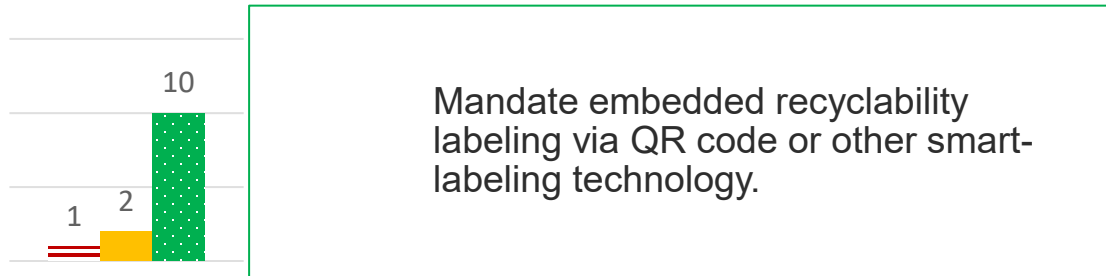 10
2
1
Mandate embedded recyclability
labeling via QR code or other smart-
labeling technology.